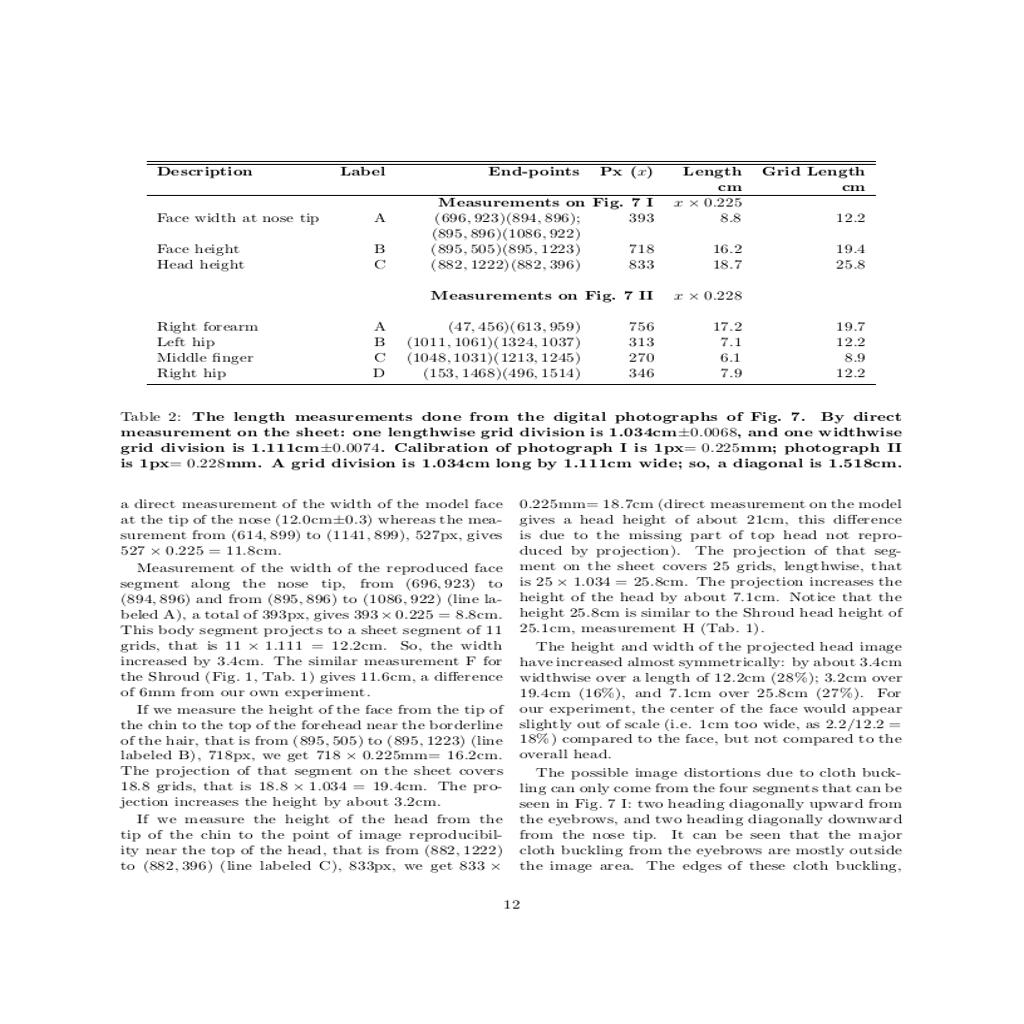 Description Label End-points Px (x) Length Grid Length
cm cm
Measurements on Fig. 7 I x × 0.225
Face width at nose tip A (696, 923)(894, 896); 393 8.8 12.2
(895, 896)(1086, 922)
Face height B (895, 505)(895, 1223) 718 16.2 19.4
Head height C (882, 1222)(882, 396) 833 18.7 25.8
Measurements on Fig. 7 II x × 0.228
Right forearm A (47, 456)(613, 959) 756 17.2 19.7
Left hip B (1011, 1061)(1324, 1037) 313 7.1 12.2
Middle finger C (1048, 1031)(1213, 1245) 270 6.1 8.9
Right hip D (153, 1468)(496, 1514) 346 7.9 12.2
Table 2: The length measurements done from the digital photographs of Fig. 7. By direct
measurement on the sheet: one lengthwise grid division is 1.034cm±0.0068, and one widthwise
grid division is 1.111cm±0.0074. Calibration of photograph I is 1px= 0.225mm; photograph II
is 1px= 0.228mm. A grid division is 1.034cm long by 1.111cm wide; so, a diagonal is 1.518cm.
a direct measurement of the width of the model face
at the tip of the nose (12.0cm±0.3) whereas the mea-
surement from (614, 899) to (1141, 899), 527px, gives
527 × 0.225 = 11.8cm.
Measurement of the width of the reproduced face
segment along the nose tip, from (696, 923) to
(894, 896) and from (895, 896) to (1086, 922) (line la-
beled A), a total of 393px, gives 393 × 0.225 = 8.8cm.
This body segment projects to a sheet segment of 11
grids, that is 11 × 1.111 = 12.2cm. So, the width
increased by 3.4cm. The similar measurement F for
the Shroud (Fig. 1, Tab. 1) gives 11.6cm, a difference
of 6mm from our own experiment.
If we measure the height of the face from the tip of
the chin to the top of the forehead near the borderline
of the hair, that is from (895, 505) to (895, 1223) (line
labeled B), 718px, we get 718 × 0.225mm= 16.2cm.
The projection of that segment on the sheet covers
18.8 grids, that is 18.8 × 1.034 = 19.4cm. The pro-
jection increases the height by about 3.2cm.
If we measure the height of the head from the
tip of the chin to the point of image reproducibil-
ity near the top of the head, that is from (882, 1222)
to (882, 396) (line labeled C), 833px, we get 833 ×
0.225mm= 18.7cm (direct measurement on the model
gives a head height of about 21cm, this difference
is due to the missing part of top head not repro-
duced by projection). The projection of that seg-
ment on the sheet covers 25 grids, lengthwise, that
is 25 × 1.034 = 25.8cm. The projection increases the
height of the head by about 7.1cm. Notice that the
height 25.8cm is similar to the Shroud head height of
25.1cm, measurement H (Tab. 1).
The height and width of the projected head image
have increased almost symmetrically: by about 3.4cm
widthwise over a length of 12.2cm (28%); 3.2cm over
19.4cm (16%), and 7.1cm over 25.8cm (27%). For
our experiment, the center of the face would appear
slightly out of scale (i.e. 1cm too wide, as 2.2/12.2 =
18%) compared to the face, but not compared to the
overall head.
The possible image distortions due to cloth buck-
ling can only come from the four segments that can be
seen in Fig. 7 I: two heading diagonally upward from
the eyebrows, and two heading diagonally downward
from the nose tip. It can be seen that the major
cloth buckling from the eyebrows are mostly outside
the image area. The edges of these cloth buckling,
12